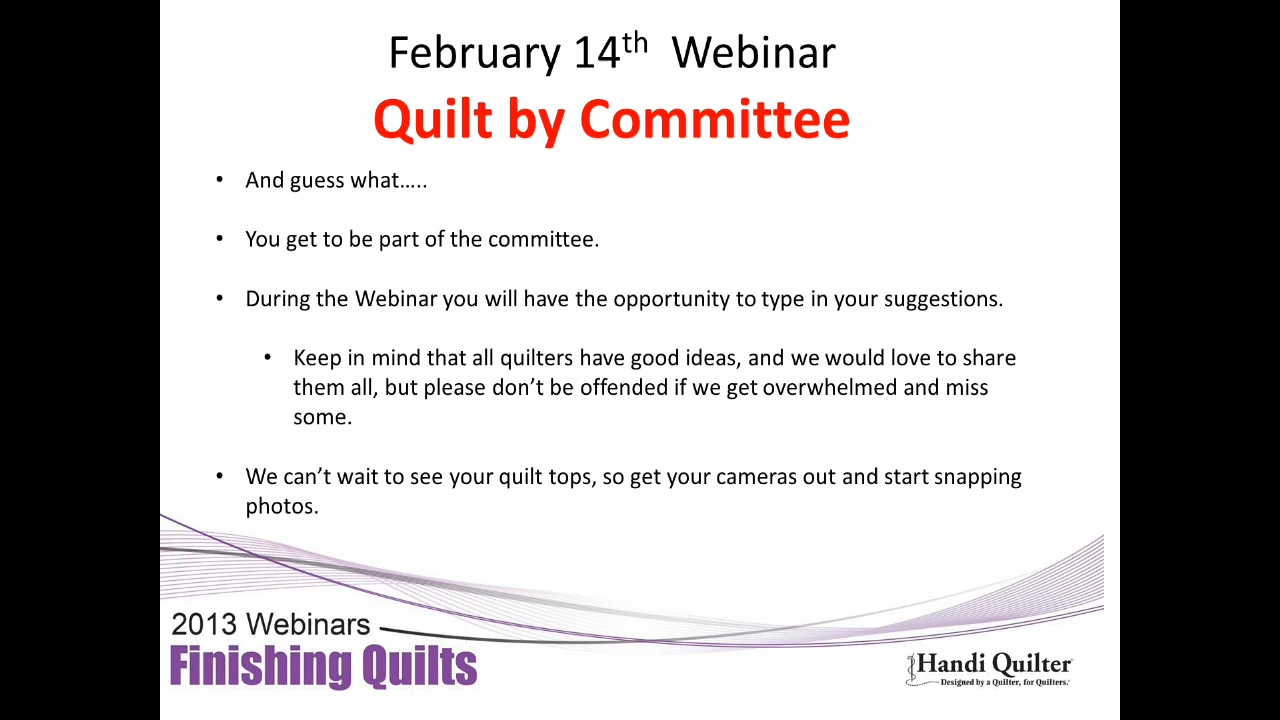 February 14th Webinar
Quilt by Committee
• And guess what…..
• You get to be part of the committee.
• During the Webinar you will have the opportunity to type in your suggestions.
• Keep in mind that all quilters have good ideas, and we would love to share
them all, but please don’t be offended if we get overwhelmed and miss
some.
• We can’t wait to see your quilt tops, so get your cameras out and start snapping
photos.
2013 Webinars
Finishing Quilts
Handi Quilter
Designed by a Quilter, for Quilters.